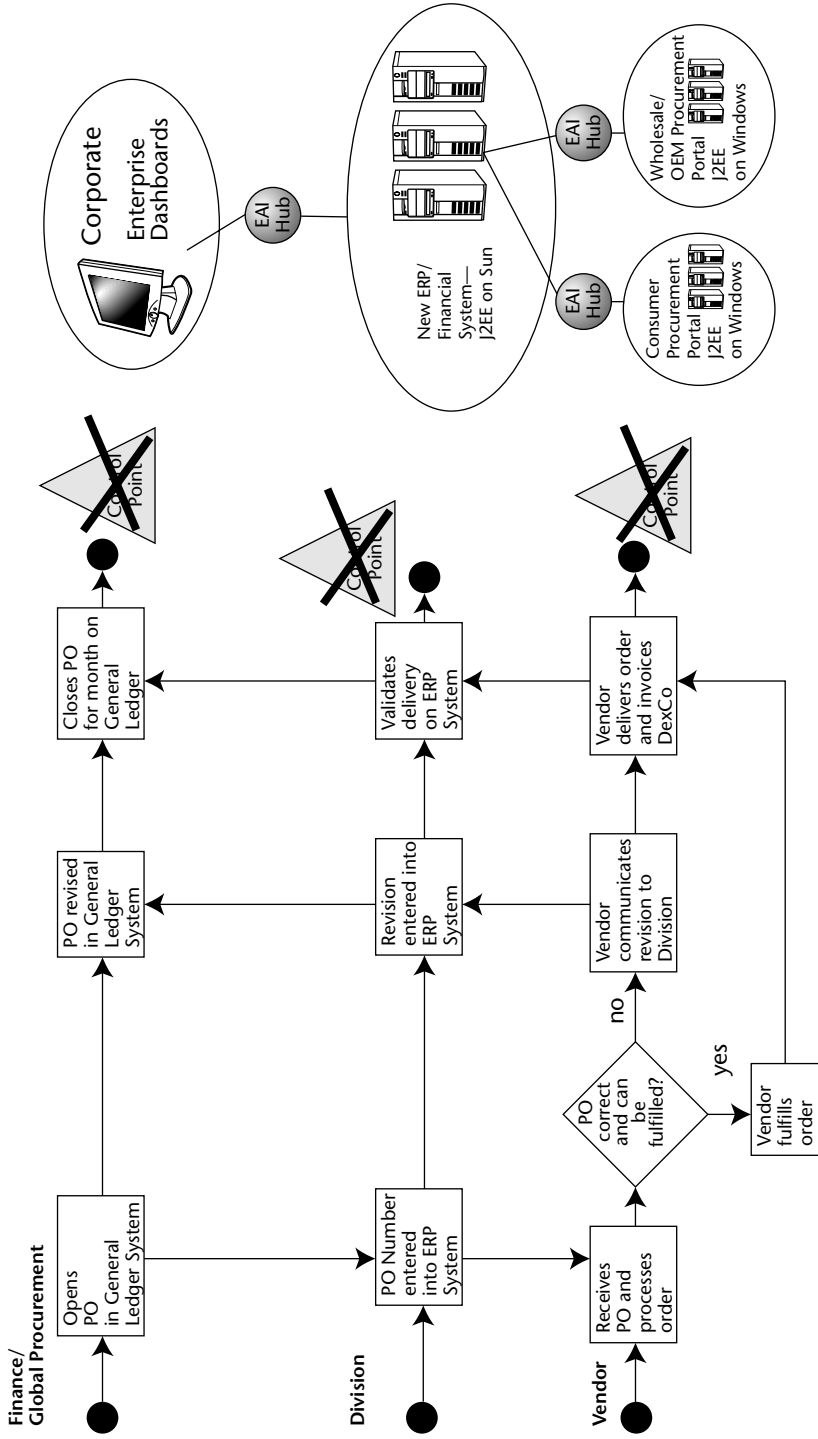 Finance/
Global Procurement
Opens
PO
in General
Ledger System
PO revised
in General
Ledger
System
Closes PO
for month on
General
Ledger
Control
Point
Division
PO Number
entered
into ERP
System
Revision
entered into
ERP
System
Validates
delivery
on ERP
System
Control
Point
Vendor
Receives
PO and
processes
order
PO
correct
and can
be
fulfilled?
no
yes
Vendor
communicates
revision to
Division
Vendor
delivers order
and invoices
DexCo
Control
Point
Vendor
fulfills
order
Corporate
Enterprise
Dashboards
EAI
Hub
New ERP/
Financial
System—
J2EE on Sun
EAI
Hub
EAI
Hub
Consumer
Procurement
Portal
J2EE
on Windows
Wholesale/
OEM Procurement
Portal
J2EE
on Windows